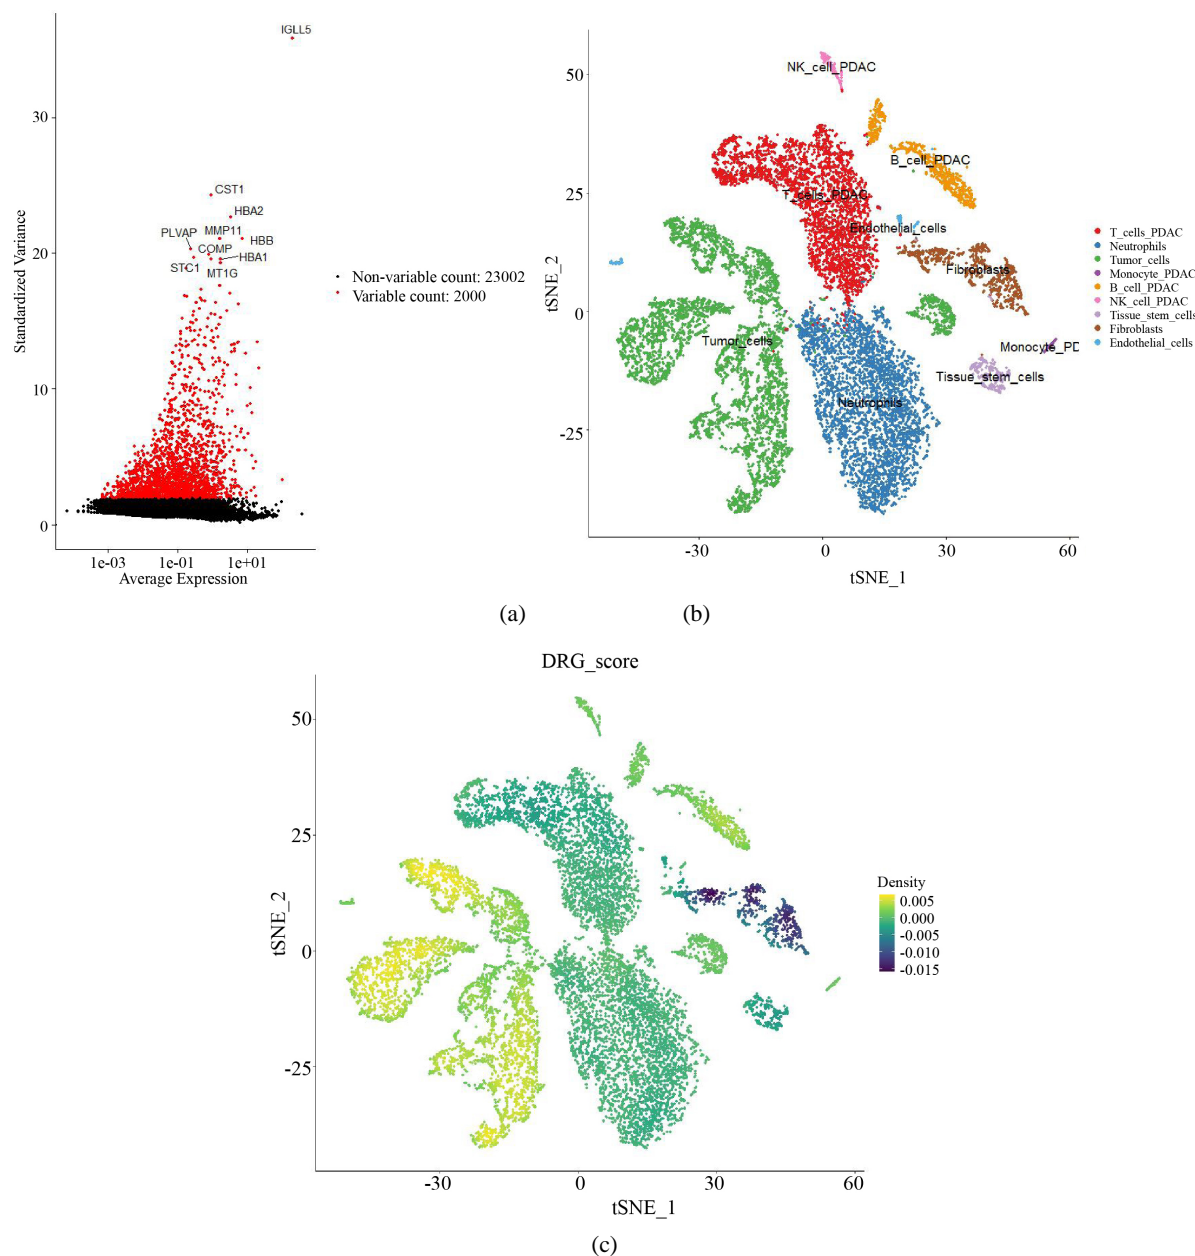 IGLL5
30
CST1
HBA2
PLVAP
MMP11
HBB
COMP
HBA1
20
STC1
MT1G
10
0
Standardized Variance
1e-03
1e-01
1e+01
Average Expression
Non-variable count: 23002
Variable count: 2000
(a)
50
25
0
-25
tSNE_2
NK_cell_PDAC
B_cell_PDAC
T_cells_PDAC
Endothelial_cells
Fibroblasts
Tumor_cells
Monocyte_PD
Tissue_stem_cells
Neutrophils
-30
0
30
60
tSNE_1
T_cells_PDAC
Neutrophils
Tumor_cells
Monocyte_PDAC
B_cell_PDAC
NK_cell_PDAC
Tissue_stem_cells
Fibroblasts
Endothelial_cells
(b)
DRG_score
50
25
0
-25
tSNE_2
-30
0
30
60
tSNE_1
Density
0.005
0.000
-0.005
-0.010
-0.015
(c)